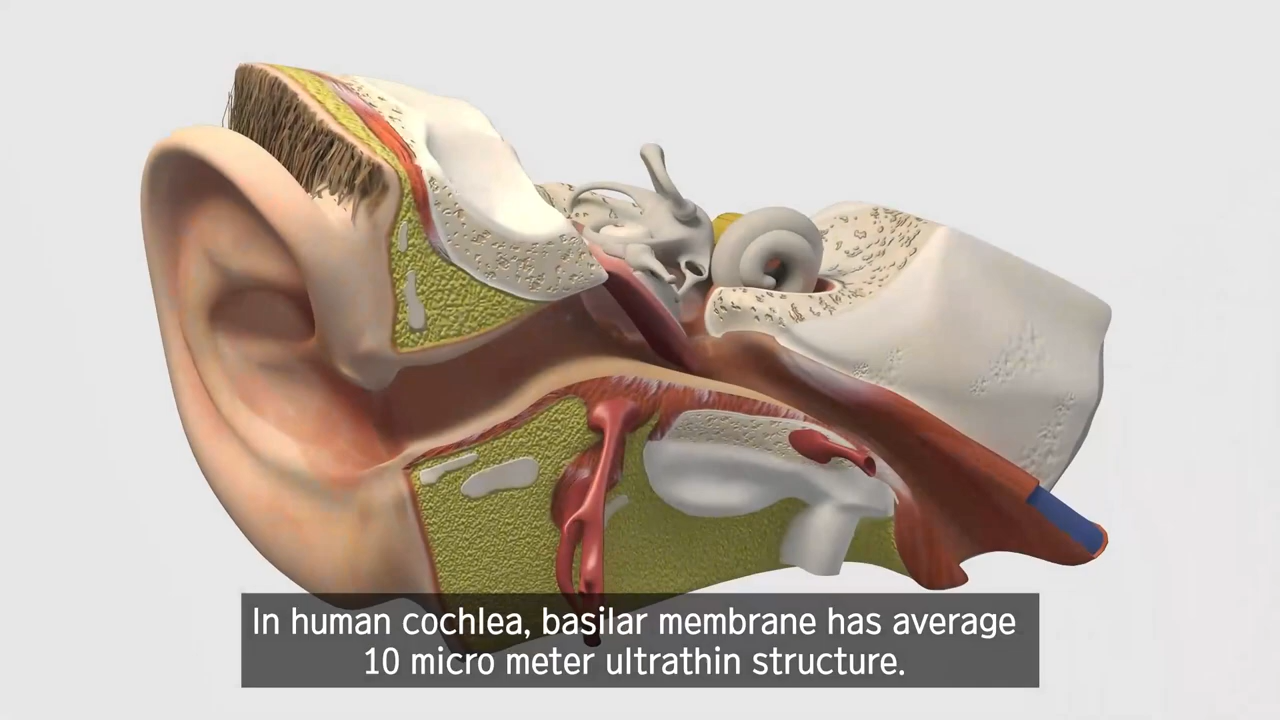 In human cochlea, basilar membrane has average
10 micro meter ultrathin structure.